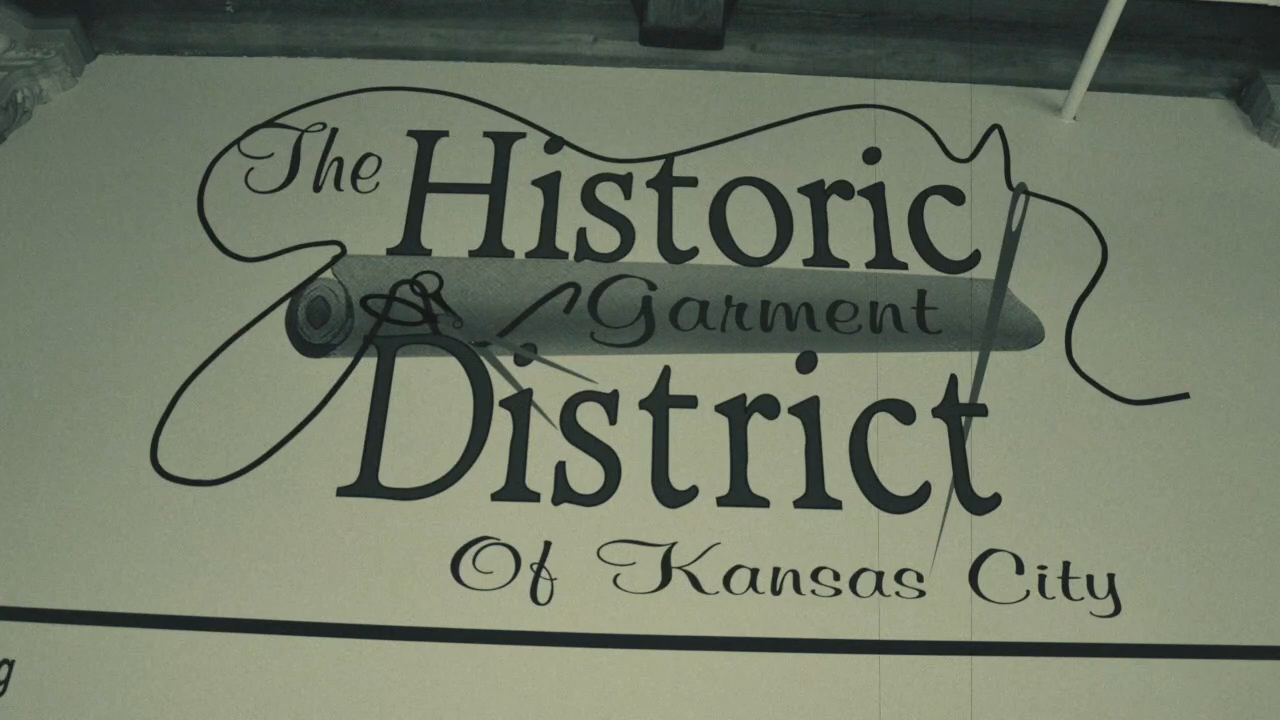 The Historic
Garment
District
Of Kansas City
g